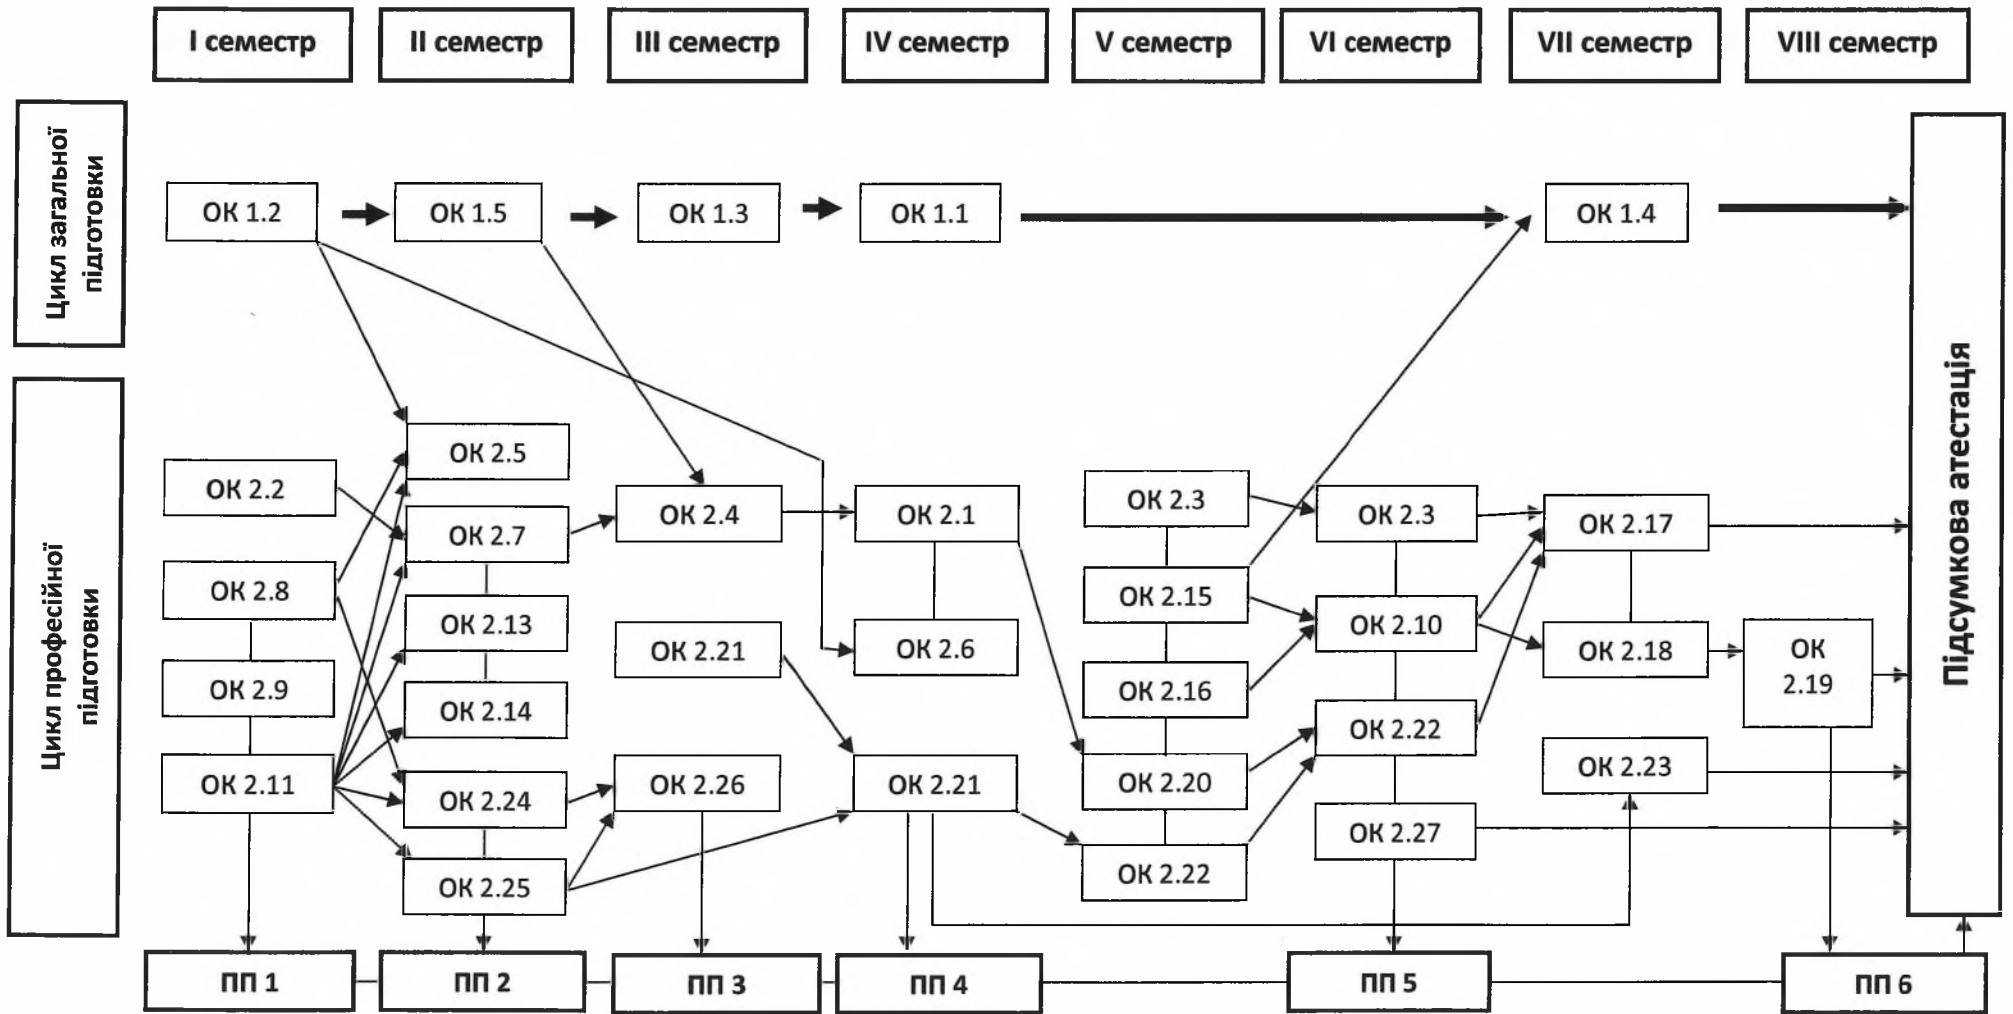 I семестр
II семестр
III семестр
IV семестр
V семестр
VI семестр
VII семестр
VIII семестр
Цикл загальної
підготовки
ОК 1.2
ОК 1.5
ОК 1.3
ОК 1.1
ОК 1.4
Підсумкова атестація
Цикл професійної
підготовки
ОК 2.2
ОК 2.8
ОК 2.9
ОК 2.11
ОК 2.5
ОК 2.7
ОК 2.13
ОК 2.14
ОК 2.24
ОК 2.25
ОК 2.4
ОК 2.21
ОК 2.26
ОК 2.1
ОК 2.6
ОК 2.21
ОК 2.3
ОК 2.15
ОК 2.16
ОК 2.20
ОК 2.22
ОК 2.3
ОК 2.10
ОК 2.22
ОК 2.27
ОК 2.17
ОК 2.18
ОК 2.23
ОК
2.19
ПП 1
ПП 2
ПП 3
ПП 4
ПП 5
ПП 6